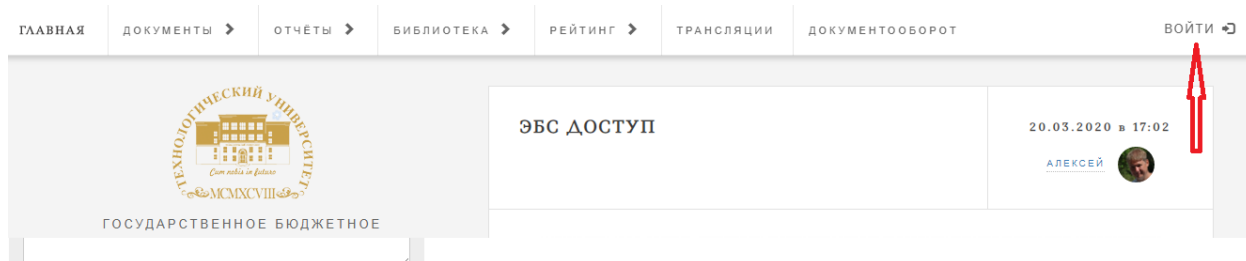 ГЛАВНАЯ ДОКУМЕНТЫ ОТЧЁТЫ БИБЛИОТЕКА РЕЙТИНГ ТРАНСЛЯЦИИ ДОКУМЕНТООБОРОТ ВОЙТИ
ТЕХНОЛОГИЧЕСКИЙ УНИВЕРСИТЕТ
Cum nobis in futuro
MCMXCVIII
ГОСУДАРСТВЕННОЕ БЮДЖЕТНОЕ
ЭБС ДОСТУП
20.03.2020 в 17:02
АЛЕКСЕЙ